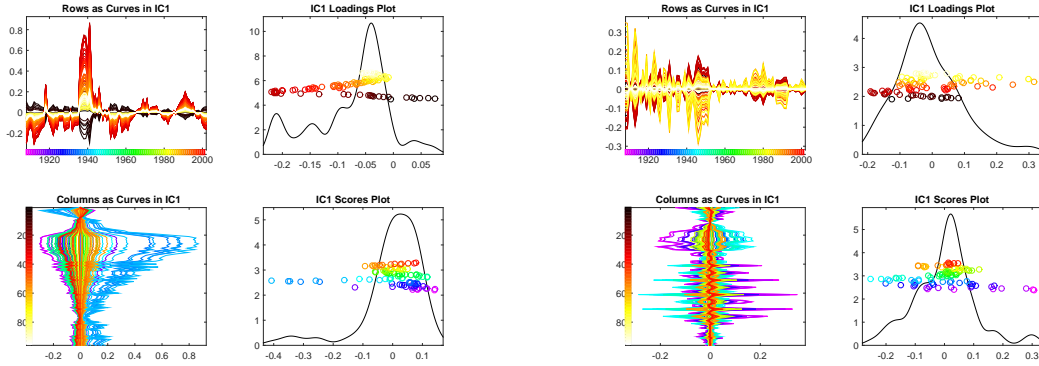 Rows as Curves in IC1
0.8
0.6
0.4
0.2
0
-0.2
1920 1940 1960 1980 2000
IC1 Loadings Plot
10
8
6
4
2
0
-0.2 -0.15 -0.1 -0.05 0 0.05
Rows as Curves in IC1
0.3
0.2
0.1
0
-0.1
-0.2
-0.3
1920 1940 1960 1980 2000
IC1 Loadings Plot
4
3
2
1
0
-0.2 -0.1 0 0.1 0.2 0.3
Columns as Curves in IC1
20
40
60
80
-0.2 0 0.2 0.4 0.6 0.8
IC1 Scores Plot
5
4
3
2
1
0
-0.4 -0.3 -0.2 -0.1 0 0.1
Columns as Curves in IC1
20
40
60
80
-0.2 0 0.2
IC1 Scores Plot
5
4
3
2
1
0
-0.2 -0.1 0 0.1 0.2 0.3